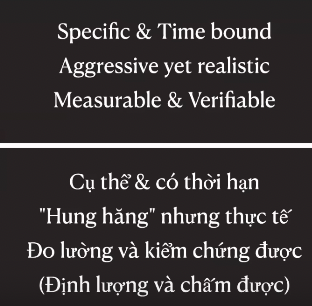 Specific & Time bound
Aggressive yet realistic
Measurable & Verifiable
Cụ thể & có thời hạn
"Hung hăng" nhưng thực tế
Đo lường và kiểm chứng được
(Định lượng và chấm được)